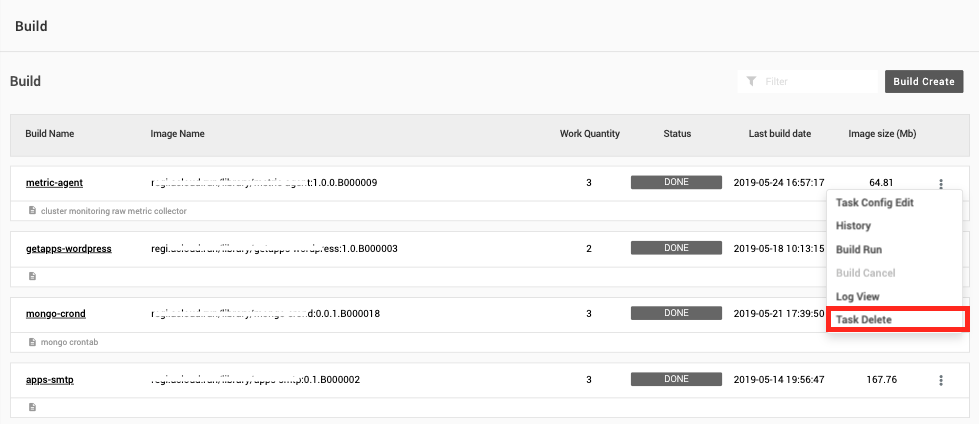 Build
Build
Filter
Build Create
Build Name Image Name Work Quantity Status Last build date Image size (Mb)
metric-agent :1.0.0.B000009 3 DONE 2019-05-24 16:57:17 64.81
cluster monitoring raw metric collector
Task Config Edit
History
getapps-wordpress :1.0.B000003 2 DONE 2019-05-18 10:13:15
Build Run
Build Cancel
Log View
mongo-crond :0.0.1.B000018 3 DONE 2019-05-21 17:39:50
Task Delete
mongo crontab
apps-smtp :0.1.B000002 3 DONE 2019-05-14 19:56:47 167.76